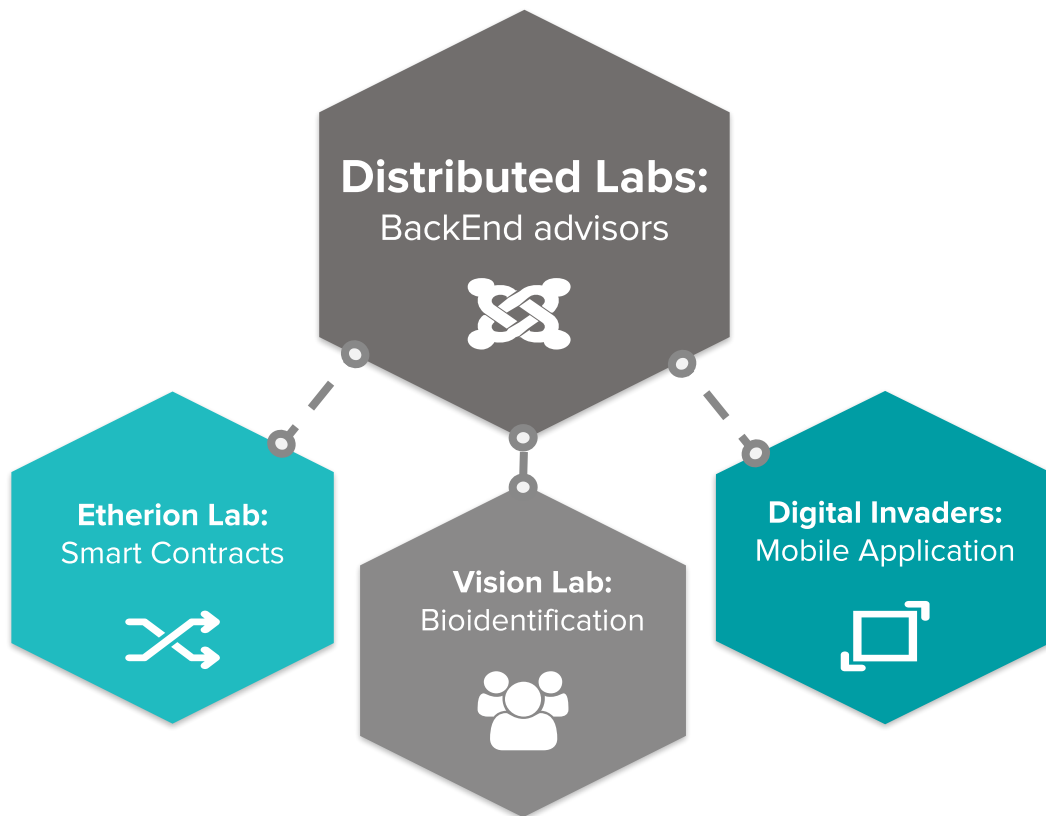 Distributed Labs:
BackEnd advisors
Etherion Lab:
Smart Contracts
Vision Lab:
Bioidentification
Digital Invaders:
Mobile Application